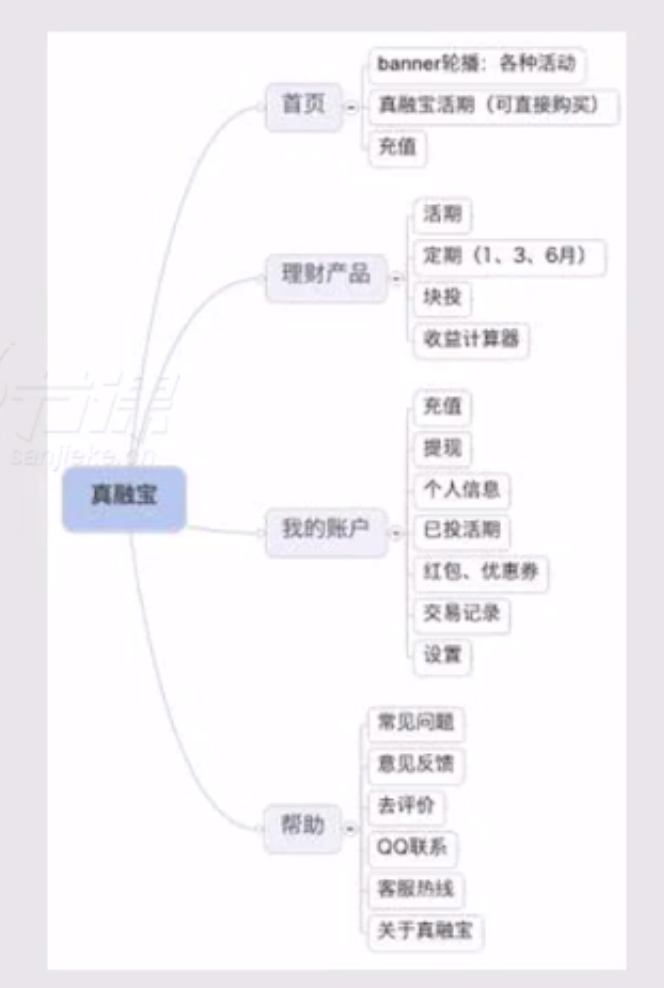 banner轮播：各种活动
首页
真融宝活期（可直接购买）
充值
活期
定期（1、3、6月）
理财产品
块投
收益计算器
充值
提现
个人信息
真融宝
我的账户
已投活期
红包、优惠券
交易记录
设置
常见问题
意见反馈
去评价
帮助
QQ联系
客服热线
关于真融宝
节课
sanjieke.cn